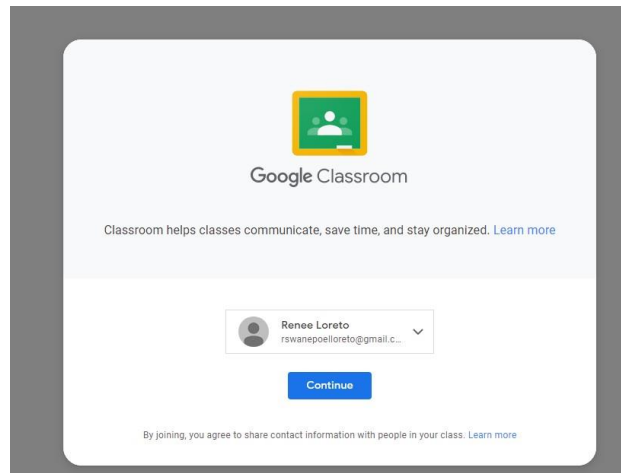 Google Classroom
Classroom helps classes communicate, save time, and stay organized. Learn more
Renee Loreto
rswanepoelloreto@gmail.c...
Continue
By joining, you agree to share contact information with people in your class. Learn more